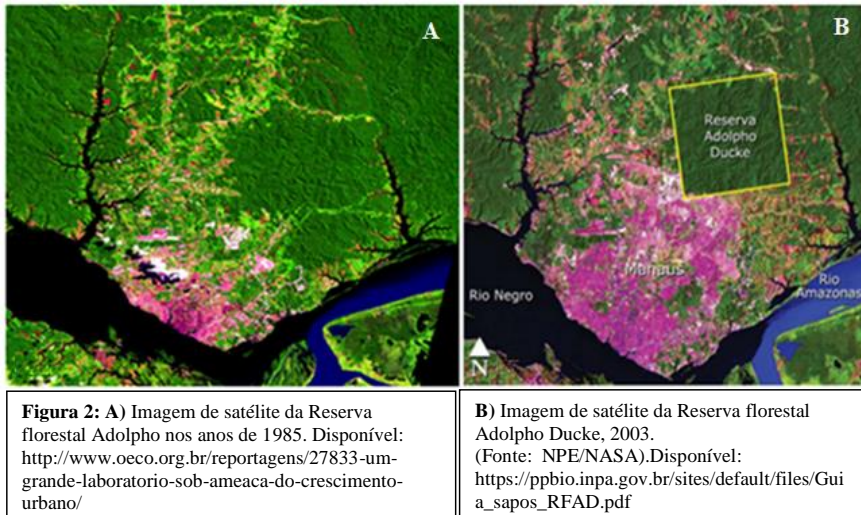 A
B
Reserva
Adolpho
Ducke
Manaus
Rio Negro
Rio
Amazonas
N
Figura 2: A) Imagem de satélite da Reserva
florestal Adolpho nos anos de 1985. Disponível:
http://www.oeco.org.br/reportagens/27833-um-
grande-laboratorio-sob-ameaca-do-crescimento-
urbano/
B) Imagem de satélite da Reserva florestal
Adolpho Ducke, 2003.
(Fonte: NPE/NASA).Disponível:
https://ppbio.inpa.gov.br/sites/default/files/Gui
a_sapos_RFAD.pdf